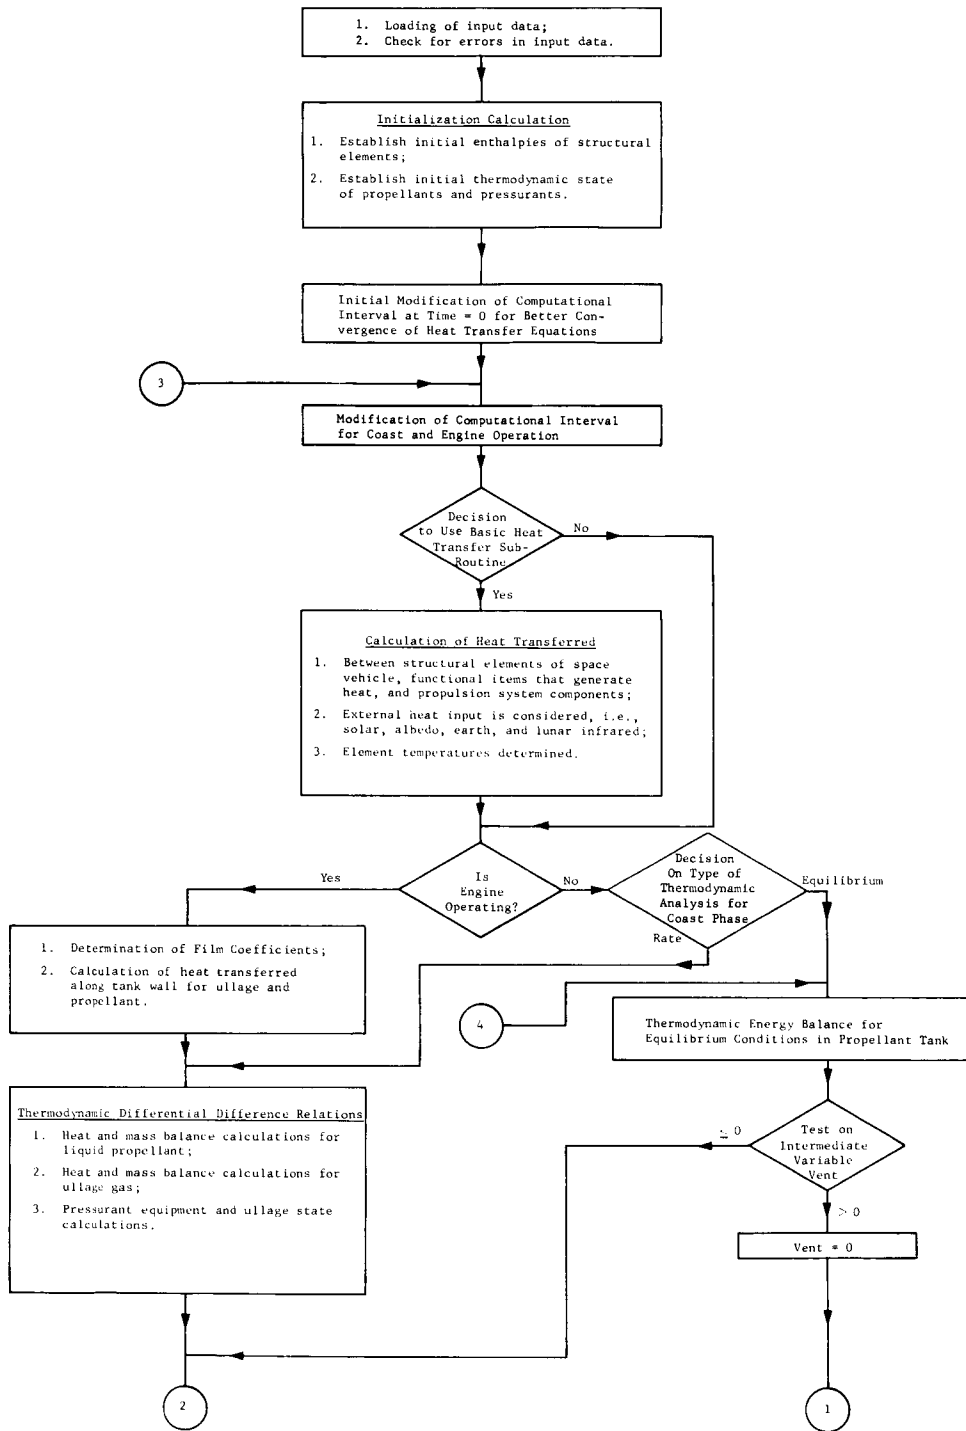 1. Loading of input data;
2. Check for errors in input data.
Initialization Calculation
1. Establish initial enthalpies of structural
elements;
2. Establish initial thermodynamic state
of propellants and pressurants.
Initial Modification of Computational
Interval at Time = 0 for Better Con-
vergence of Heat Transfer Equations
3
Modification of Computational Interval
for Coast and Engine Operation
Decision
to Use Basic Heat
Transfer Sub-
Routine
No
Yes
Calculation of Heat Transferred
1. Between structural elements of space
vehicle, functional items that generate
heat, and propulsion system components;
2. External heat input is considered, i.e.,
solar, albedo, earth, and lunar infrared;
3. Element temperatures determined.
Is
Engine
Operating?
Yes
No
Decision
On Type of
Thermodynamic
Analysis for
Coast Phase
Equilibrium
Rate
1. Determination of Film Coefficients;
2. Calculation of heat transferred
along tank wall for ullage and
propellant.
4
Thermodynamic Energy Balance for
Equilibrium Conditions in Propellant Tank
Thermodynamic Differential Difference Relations
1. Heat and mass balance calculations for
liquid propellant;
2. Heat and mass balance calculations for
ullage gas;
3. Pressurant equipment and ullage state
calculations.
Test on
Intermediate
Variable
Vent
≤ 0
> 0
Vent = 0
2
1